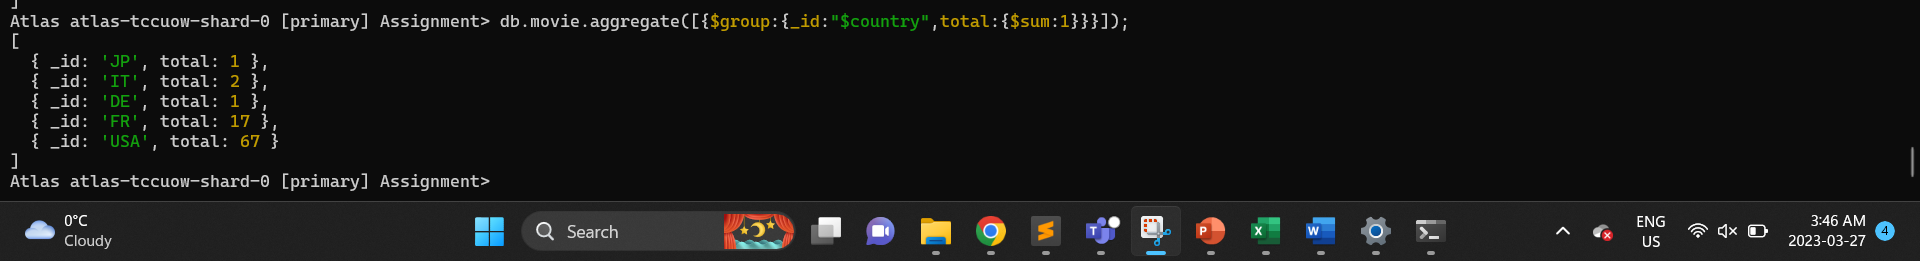 ]
Atlas atlas-tccuow-shard-0 [primary] Assignment> db.movie.aggregate([{$group:{_id:"$country",total:{$sum:1}}}]);
[
  { _id: 'JP', total: 1 },
  { _id: 'IT', total: 2 },
  { _id: 'DE', total: 1 },
  { _id: 'FR', total: 17 },
  { _id: 'USA', total: 67 }
]
Atlas atlas-tccuow-shard-0 [primary] Assignment>
0°C
Cloudy
Search
T
P
X
W
ENG
US
3:46 AM
2023-03-27
4